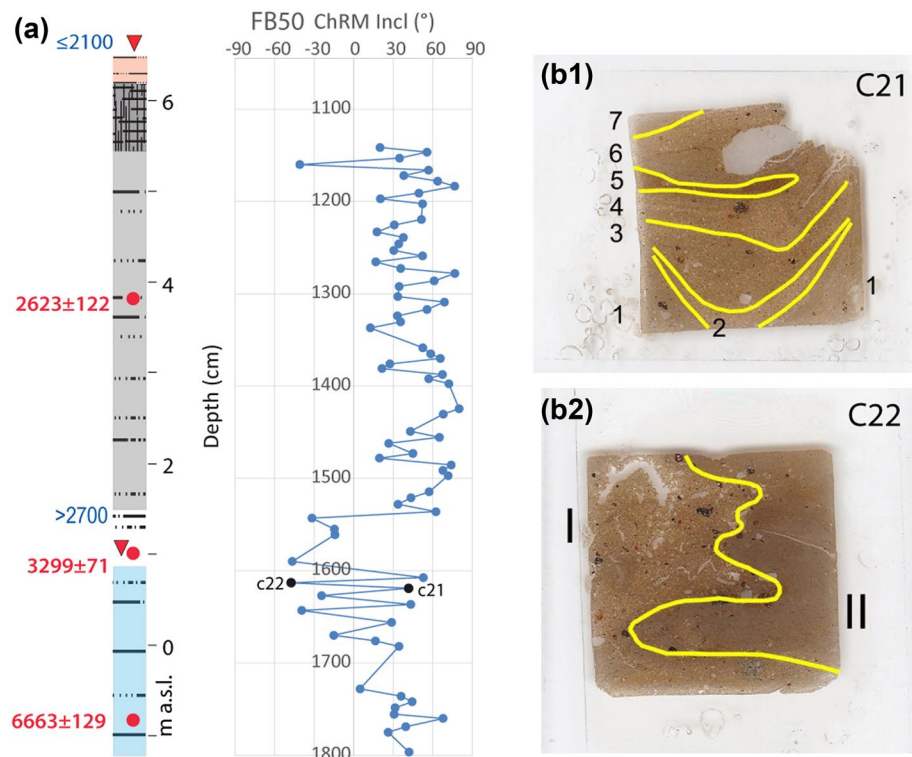 (a)
≤2100
6
4
2623±122
2
>2700
3299±71
0
m a.s.l.
6663±129
FB50 ChRM Incl (°)
-90 -60 -30 0 30 60 90
Depth (cm)
1100
1200
1300
1400
1500
1600
1700
1800
c22
c21
(b1)
C21
7
6
5
4
3
1
2
1
(b2)
C22
I
II